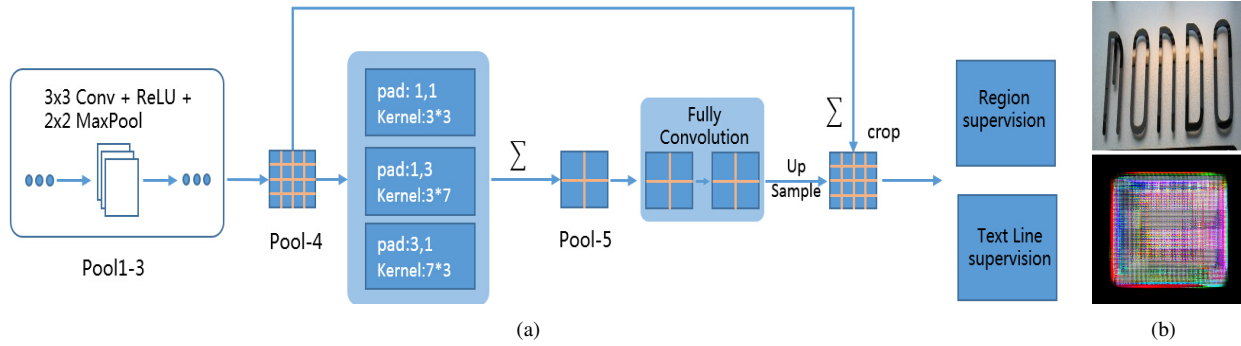 3x3 Conv + ReLU +
2x2 MaxPool
Pool1-3
Pool-4
pad: 1,1
Kernel:3*3
pad:1,3
Kernel:3*7
pad:3,1
Kernel:7*3
∑
Pool-5
Fully
Convolution
Up
Sample
∑
crop
Region
supervision
Text Line
supervision
(a)
(b)